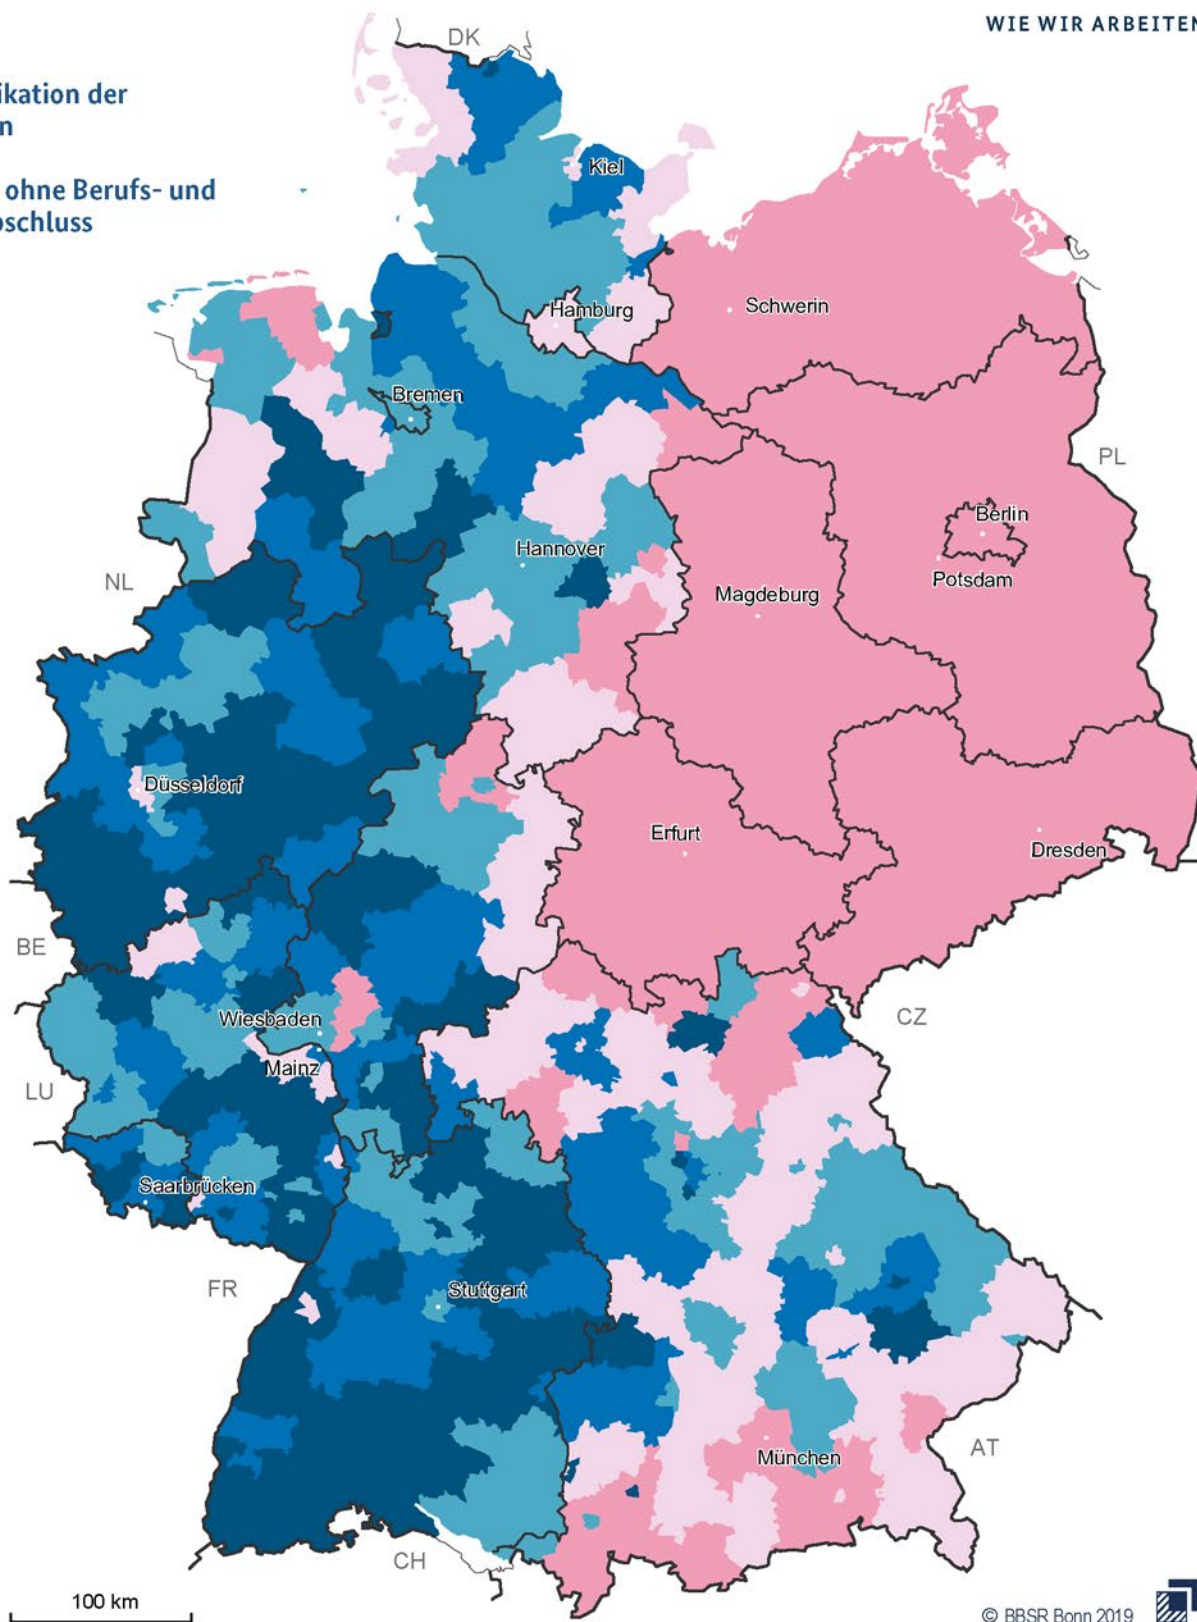 WIE WIR ARBEITEN
ikation der
n
ohne Berufs- und
schluss
DK
Kiel
Hamburg
Schwerin
Bremen
PL
Berlin
Hannover
Potsdam
NL
Magdeburg
Düsseldorf
Erfurt
Dresden
BE
Wiesbaden
CZ
Mainz
LU
Saarbrücken
FR
Stuttgart
AT
München
CH
100 km
© BBSR Bonn 2019